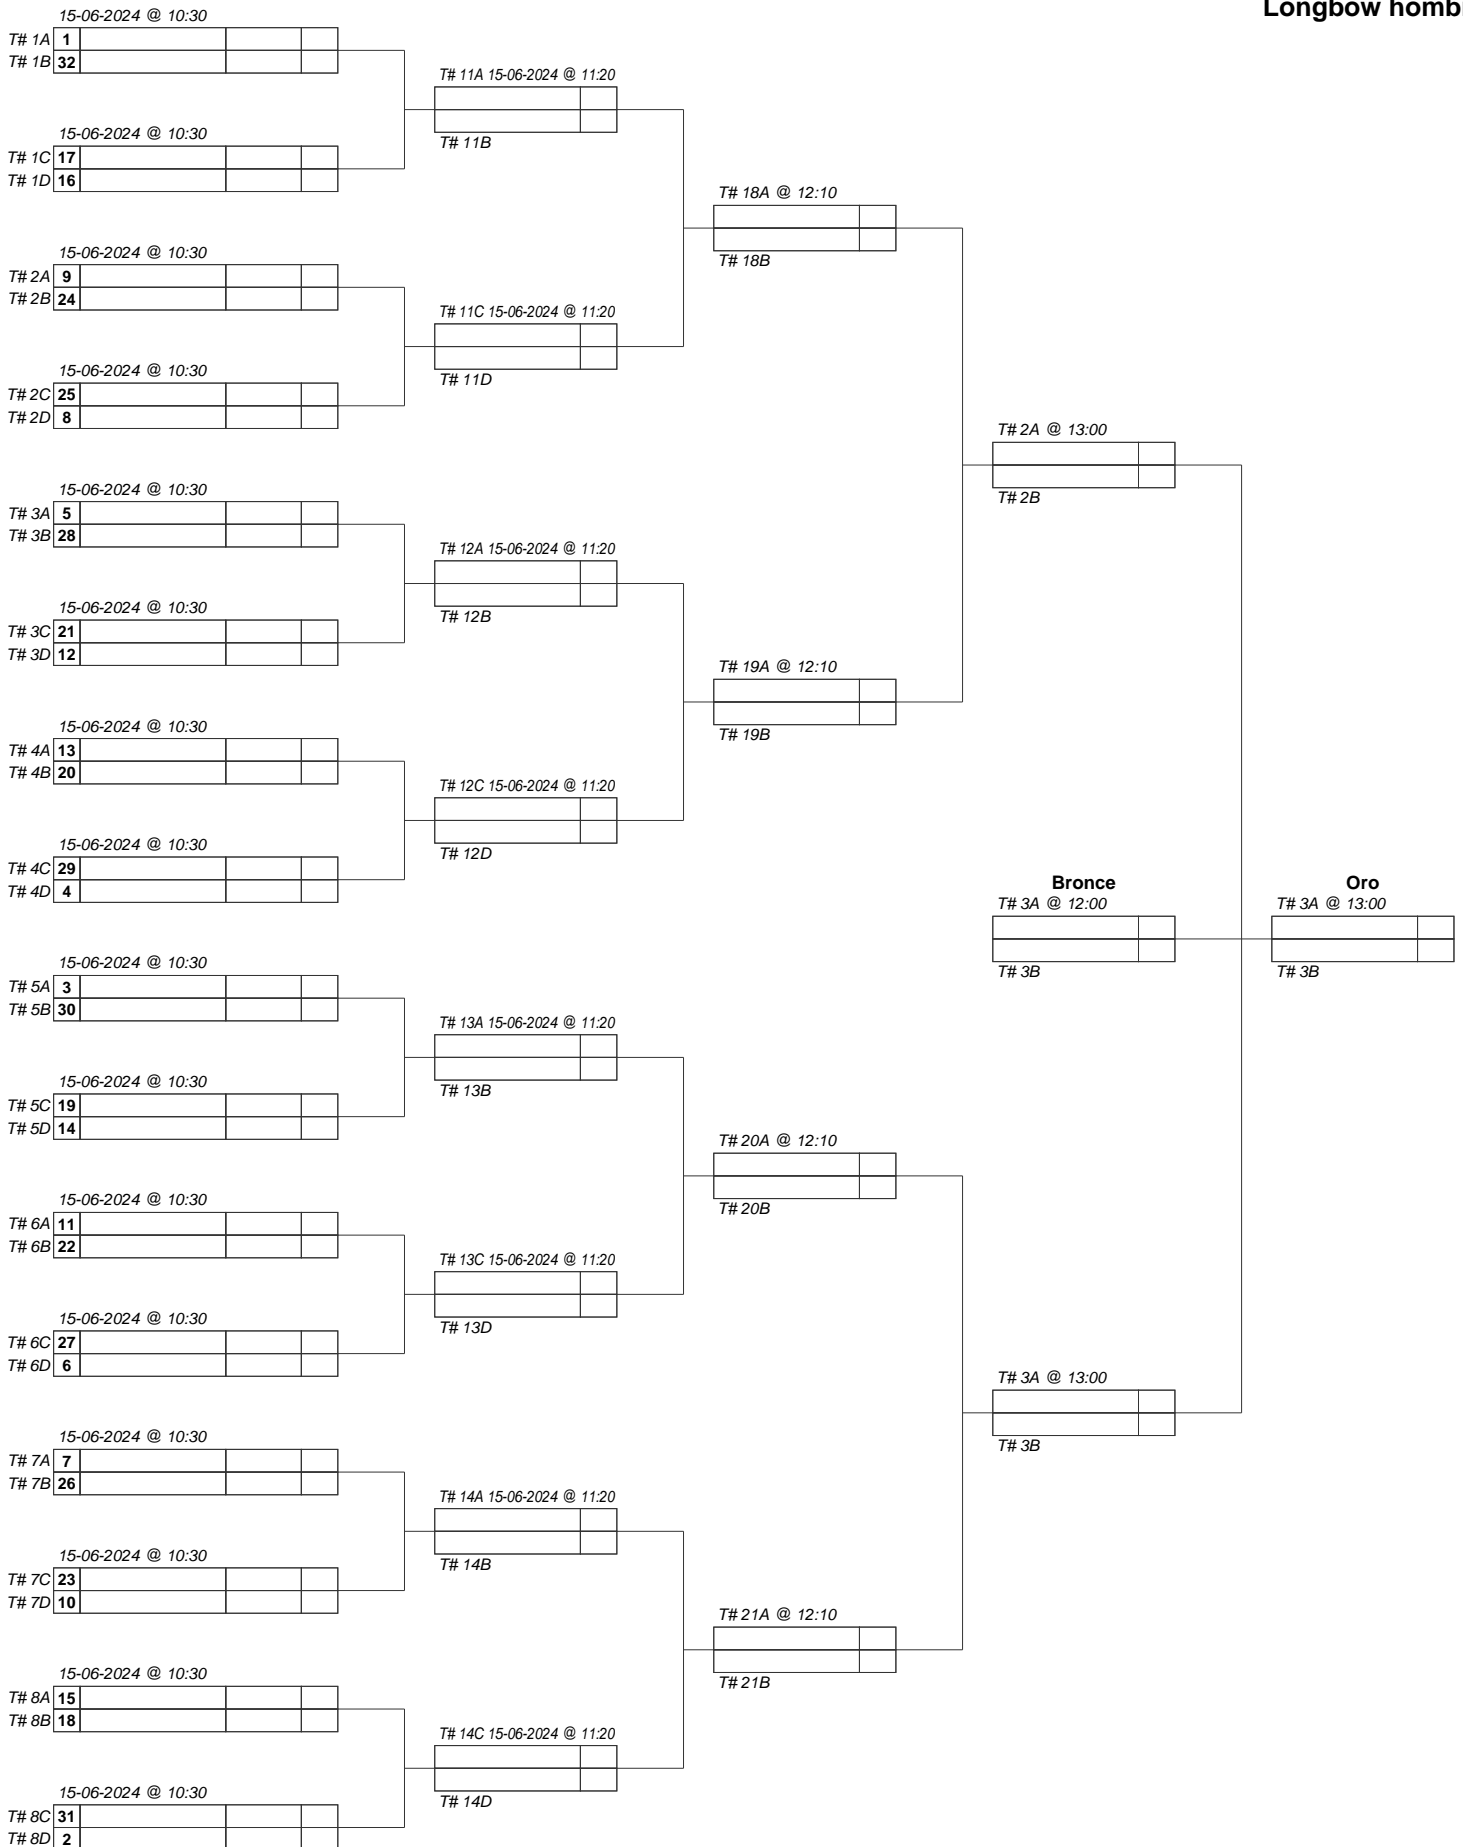 Longbow homb
15-06-2024 @ 10:30
T# 1A 1
T# 1B 32
15-06-2024 @ 10:30
T# 1C 17
T# 1D 16
15-06-2024 @ 10:30
T# 2A 9
T# 2B 24
15-06-2024 @ 10:30
T# 2C 25
T# 2D 8
15-06-2024 @ 10:30
T# 3A 5
T# 3B 28
15-06-2024 @ 10:30
T# 3C 21
T# 3D 12
15-06-2024 @ 10:30
T# 4A 13
T# 4B 20
15-06-2024 @ 10:30
T# 4C 29
T# 4D 4
15-06-2024 @ 10:30
T# 5A 3
T# 5B 30
15-06-2024 @ 10:30
T# 5C 19
T# 5D 14
15-06-2024 @ 10:30
T# 6A 11
T# 6B 22
15-06-2024 @ 10:30
T# 6C 27
T# 6D 6
15-06-2024 @ 10:30
T# 7A 7
T# 7B 26
15-06-2024 @ 10:30
T# 7C 23
T# 7D 10
15-06-2024 @ 10:30
T# 8A 15
T# 8B 18
15-06-2024 @ 10:30
T# 8C 31
T# 8D 2
T# 11A 15-06-2024 @ 11:20
T# 11B
T# 11C 15-06-2024 @ 11:20
T# 11D
T# 12A 15-06-2024 @ 11:20
T# 12B
T# 12C 15-06-2024 @ 11:20
T# 12D
T# 13A 15-06-2024 @ 11:20
T# 13B
T# 13C 15-06-2024 @ 11:20
T# 13D
T# 14A 15-06-2024 @ 11:20
T# 14B
T# 14C 15-06-2024 @ 11:20
T# 14D
T# 18A @ 12:10
T# 18B
T# 19A @ 12:10
T# 19B
T# 20A @ 12:10
T# 20B
T# 21A @ 12:10
T# 21B
T# 2A @ 13:00
T# 2B
Bronce
T# 3A @ 12:00
T# 3B
T# 3A @ 13:00
T# 3B
Oro
T# 3A @ 13:00
T# 3B